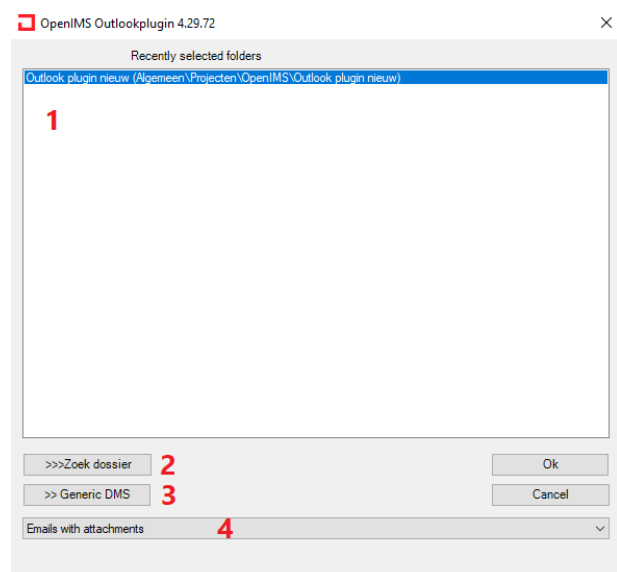 OpenIMS Outlookplugin 4.29.72
Recently selected folders
Outlook plugin nieuw (Algemeen\Projecten\OpenIMS\Outlook plugin nieuw)
1
>>>Zoek dossier 2 Ok
>> Generic DMS 3 Cancel
Emails with attachments 4